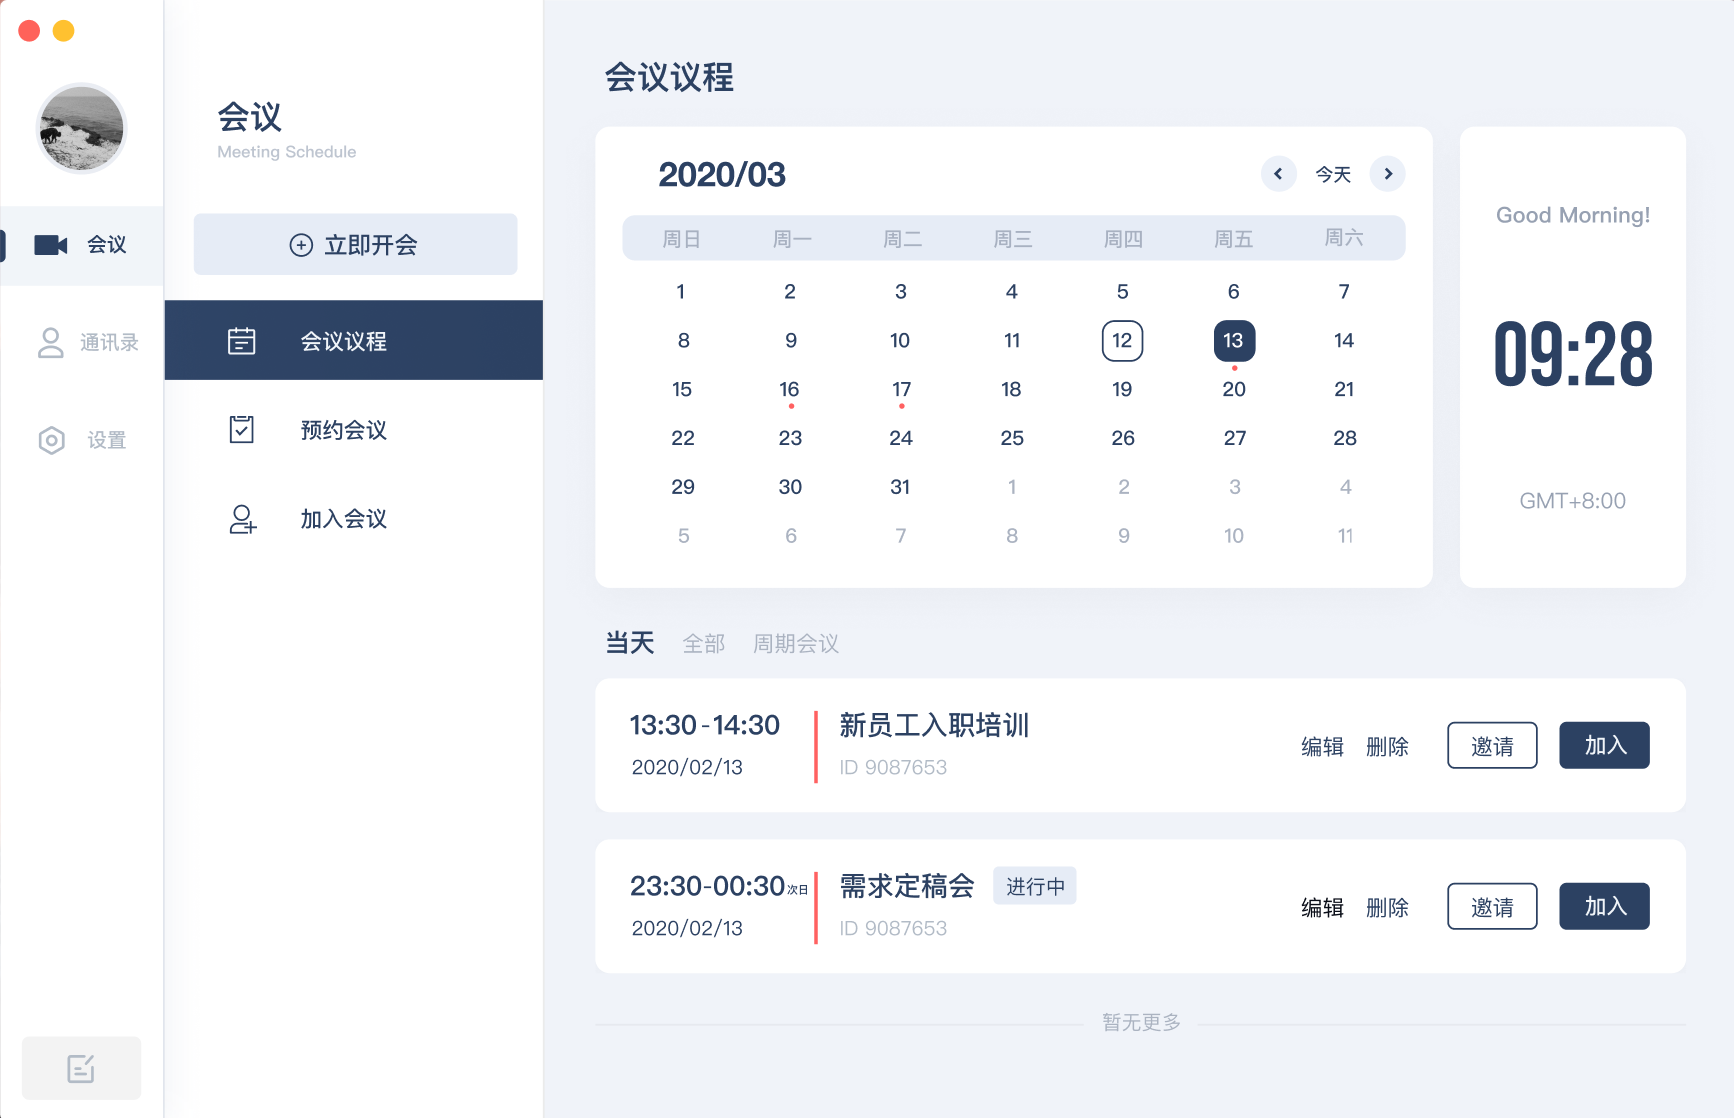 会议
通讯录
设置
会议
Meeting Schedule
立即开会
会议议程
预约会议
加入会议
会议议程
2020/03
今天
周日 周一 周二 周三 周四 周五 周六
1 2 3 4 5 6 7
8 9 10 11 12 13 14
15 16 17 18 19 20 21
22 23 24 25 26 27 28
29 30 31 1 2 3 4
5 6 7 8 9 10 11
Good Morning!
09:28
GMT+8:00
当天 全部 周期会议
13:30-14:30 新员工入职培训
2020/02/13 ID 9087653
编辑 删除 邀请 加入
23:30-00:30次日 需求定稿会 进行中
2020/02/13 ID 9087653
编辑 删除 邀请 加入
暂无更多